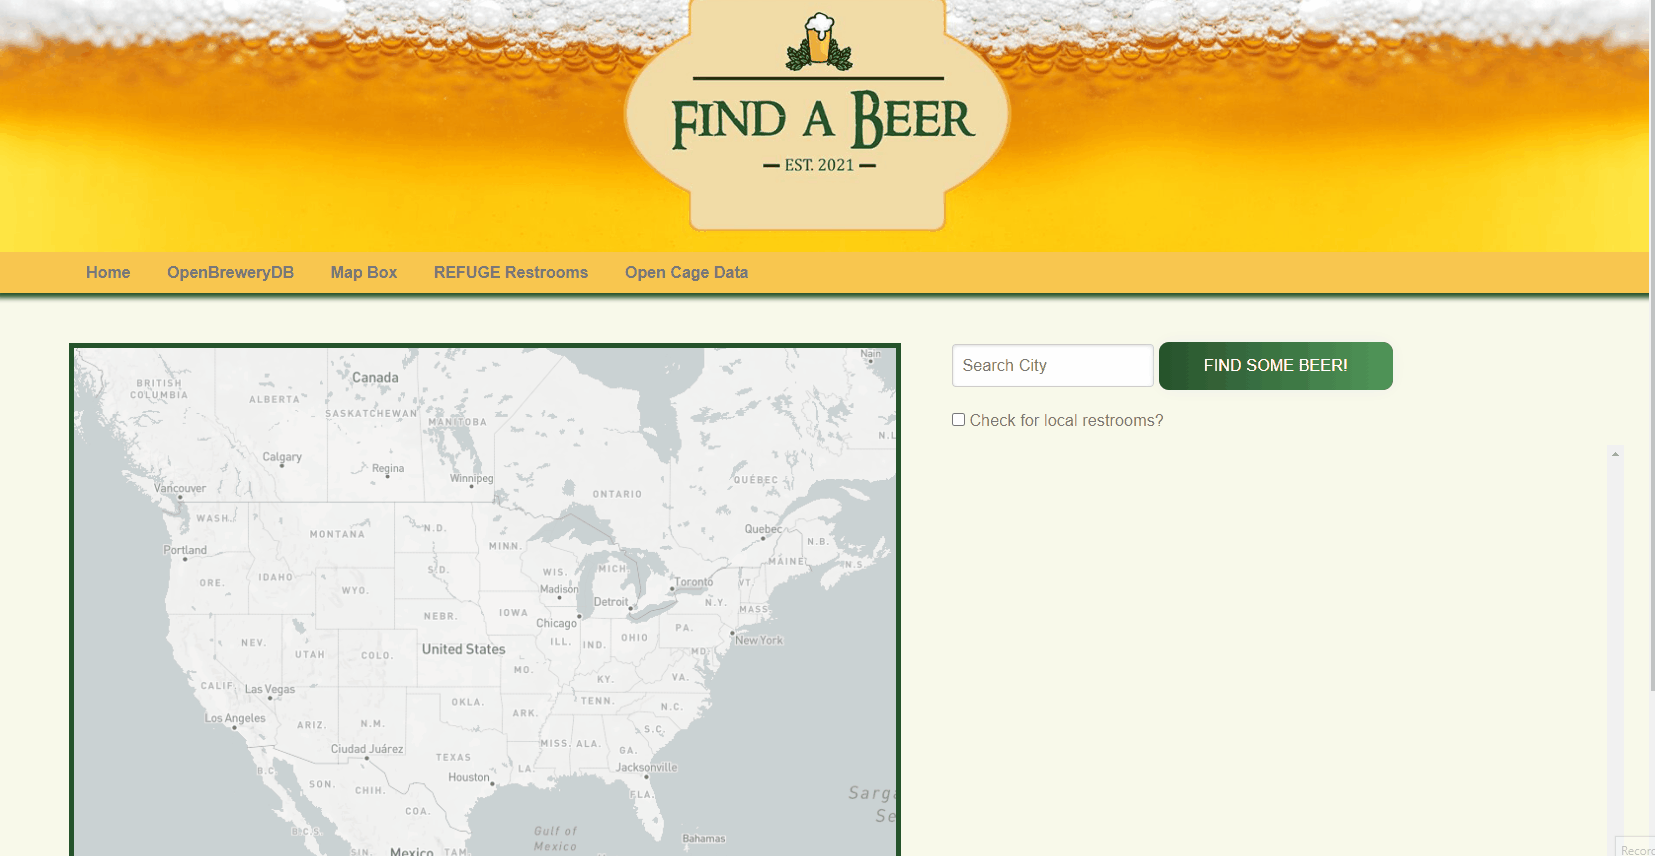 FIND A BEER
EST. 2021
Home OpenBreweryDB Map Box REFUGE Restrooms Open Cage Data
Search City FIND SOME BEER!
Check for local restrooms?
Nain
Canada
BRITISH
COLUMBIA
ALBERTA
SASKATCHEWAN
MANITOBA
N.L
Calgary
Regina
Winnipeg
Vancouver
QUÉBEC
ONTARIO
WASH.
N.D.
MONTANA
Quebec
N.B.
MINN.
Portland
MAINE
N.S.
ORE.
IDAHO
WYO.
S.D.
WIS.
MICH
Toronto
VT.
Madison
Detroit
N.Y.
MASS
NEBR.
IOWA
Chicago
PA.
NEV.
UTAH
COLO.
United States
ILL.
IND.
OHIO
New York
MD.
MO.
KY.
VA.
CALIF
Las Vegas
OKLA.
ARK.
TENN.
N.C.
Los Angeles
ARIZ.
N.M.
S.C.
MISS.
ALA.
GA.
Ciudad Juárez
TEXAS
LA.
Jacksonville
B.C.
Houston
SON.
CHIH.
FLA.
Sarga
Se
COA.
B.C.S.
Gulf of
Mexico
Bahamas
SIN.
Mexico
TAM.
Record